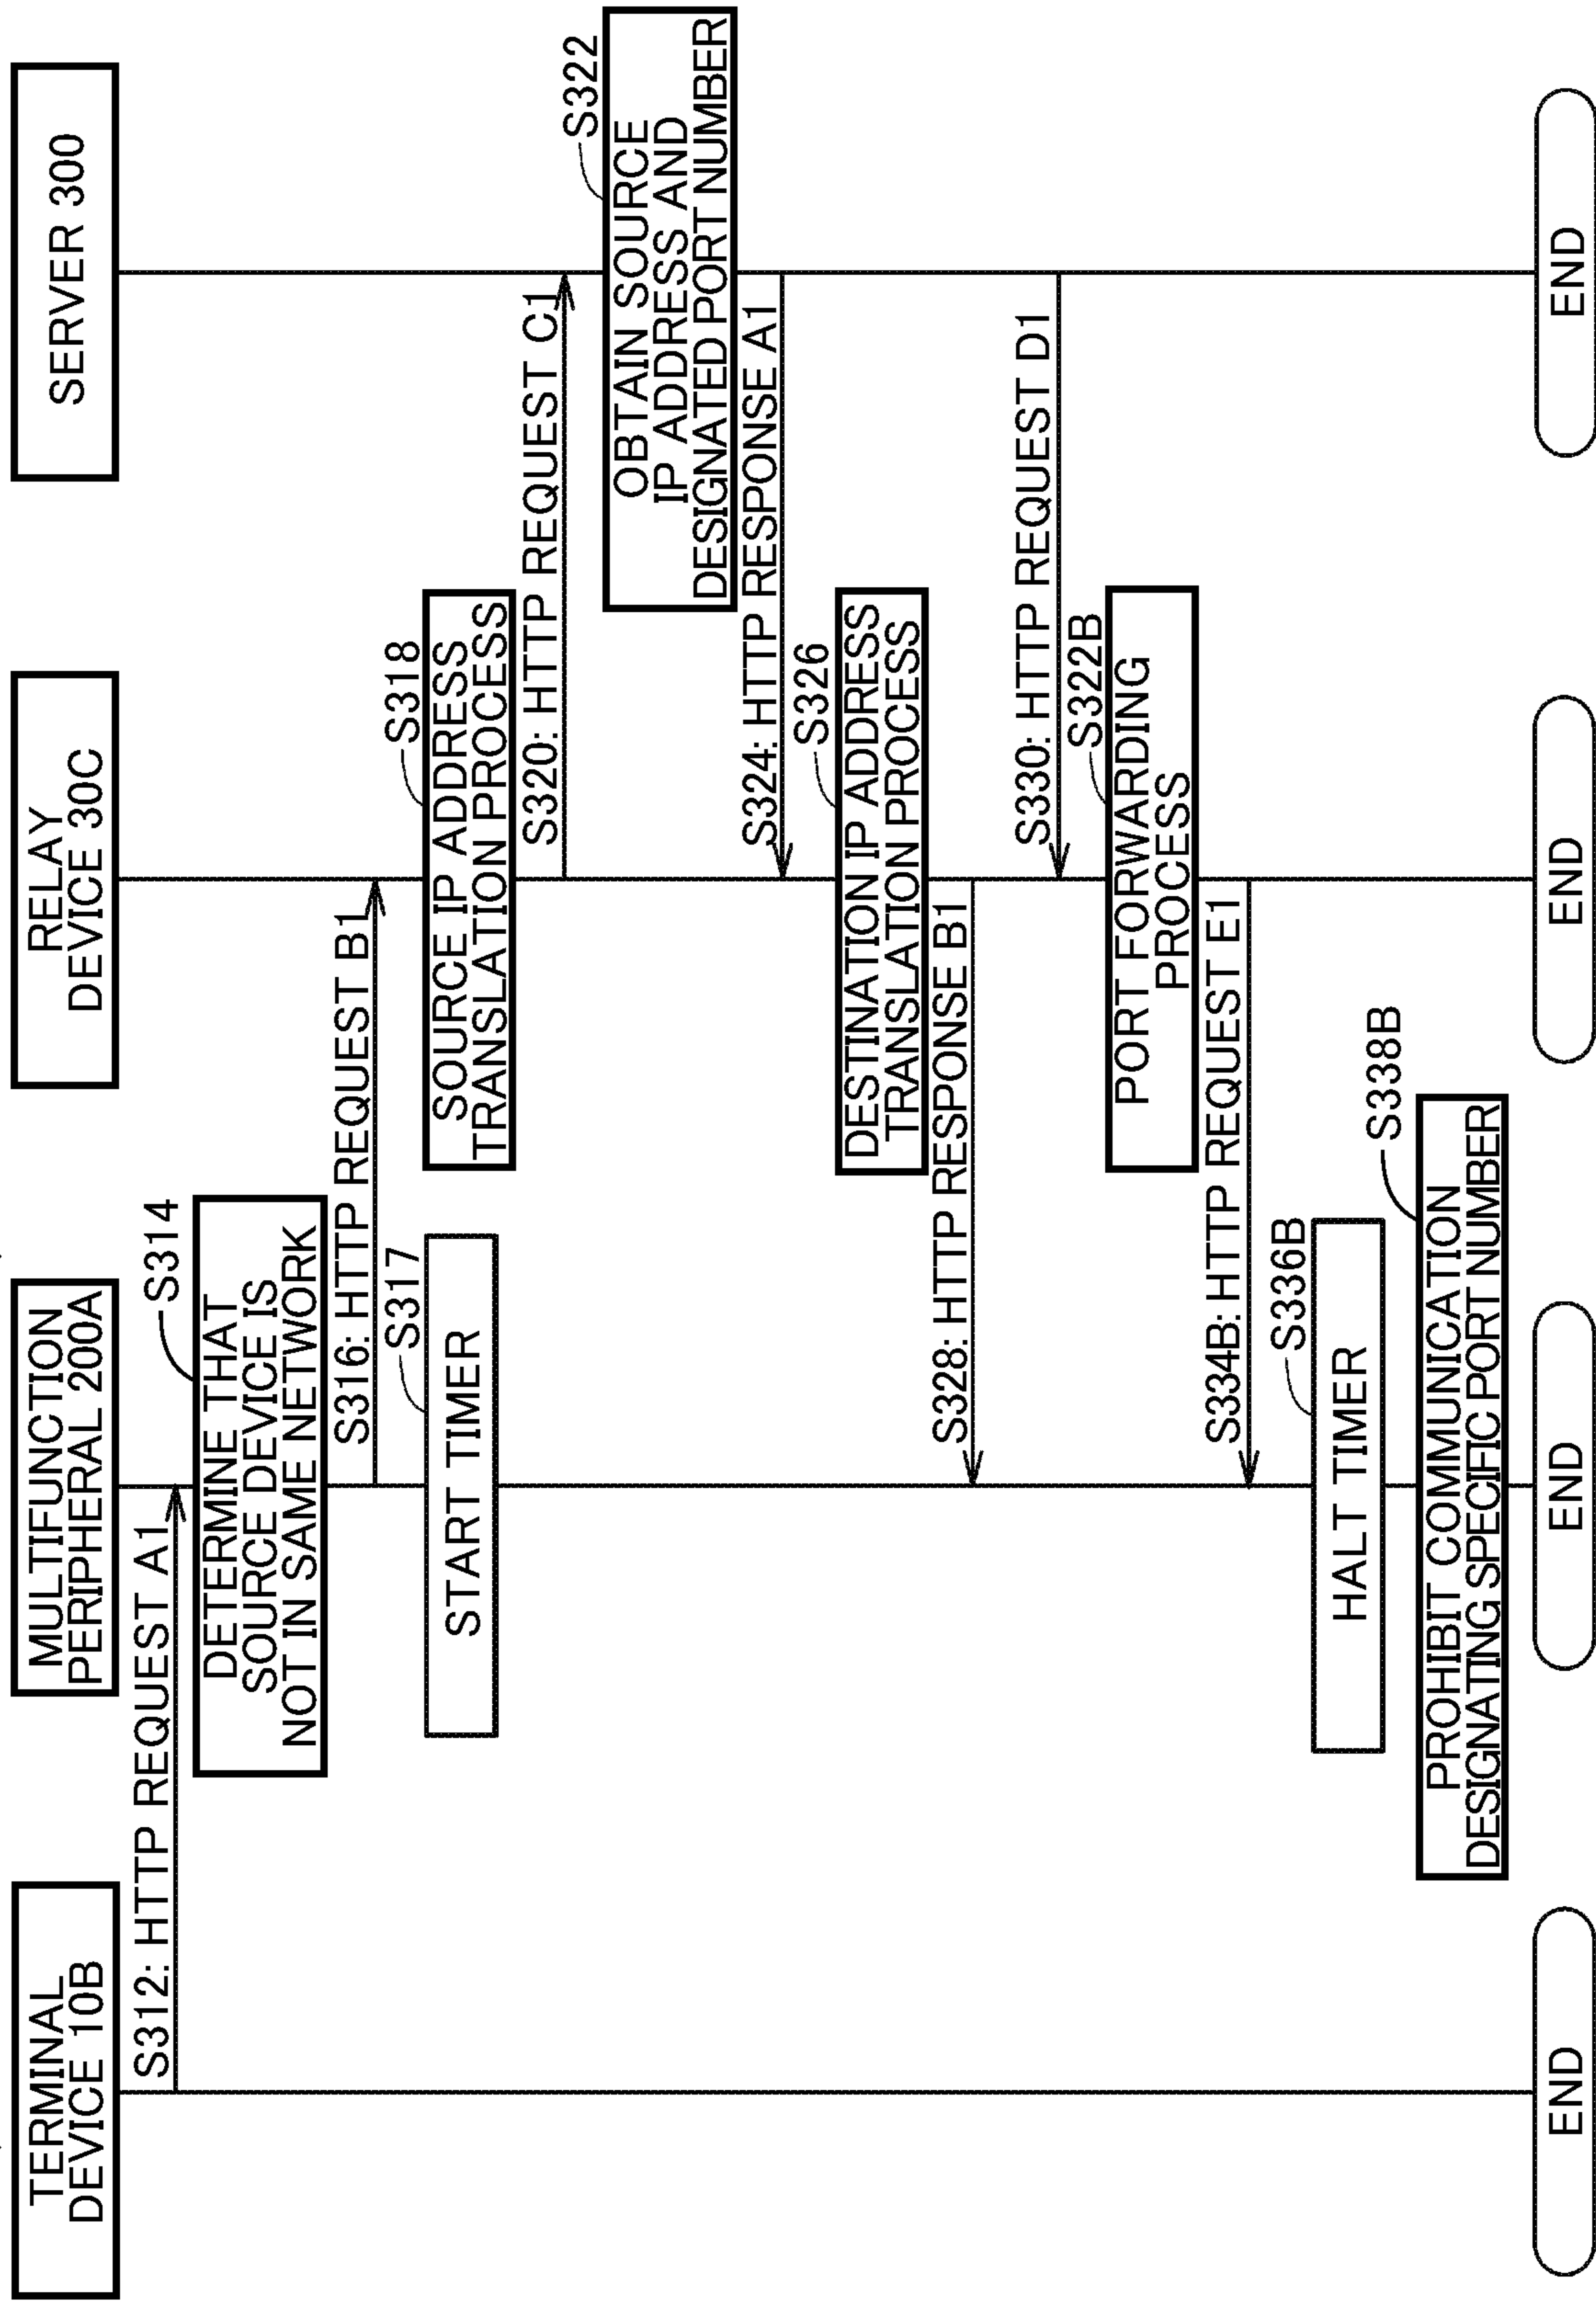 TERMINAL
DEVICE 10B
MULTIFUNCTION
PERIPHERAL 200A
RELAY
DEVICE 30C
SERVER 300
S312: HTTP REQUEST A1
S314
DETERMINE THAT
SOURCE DEVICE IS
NOT IN SAME NETWORK
S316: HTTP REQUEST B1
S317
START TIMER
S318
SOURCE IP ADDRESS
TRANSLATION PROCESS
S320: HTTP REQUEST C1
S322
OBTAIN SOURCE
IP ADDRESS AND
DESIGNATED PORT NUMBER
S324: HTTP RESPONSE A1
S326
DESTINATION IP ADDRESS
TRANSLATION PROCESS
S328: HTTP RESPONSE B1
S330: HTTP REQUEST D1
S322B
PORT FORWARDING
PROCESS
S334B: HTTP REQUEST E1
S336B
HALT TIMER
S338B
PROHIBIT COMMUNICATION
DESIGNATING SPECIFIC PORT NUMBER
END
END
END
END